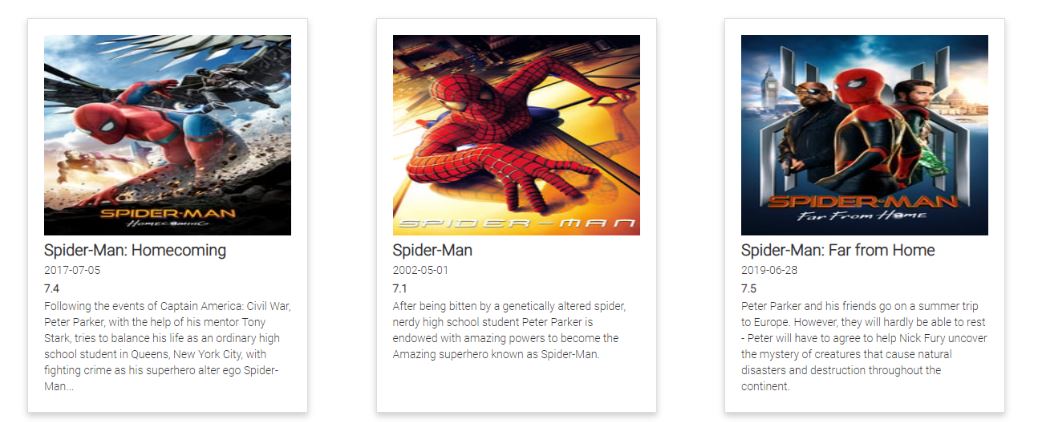 SPIDER-MAN
HOMECOMING
Spider-Man: Homecoming
2017-07-05
7.4
Following the events of Captain America: Civil War,
Peter Parker, with the help of his mentor Tony
Stark, tries to balance his life as an ordinary high
school student in Queens, New York City, with
fighting crime as his superhero alter ego Spider-
Man...
SPIDER-MAN
Spider-Man
2002-05-01
7.1
After being bitten by a genetically altered spider,
nerdy high school student Peter Parker is
endowed with amazing powers to become the
Amazing superhero known as Spider-Man.
SPIDER-MAN
Far From Home
Spider-Man: Far from Home
2019-06-28
7.5
Peter Parker and his friends go on a summer trip
to Europe. However, they will hardly be able to rest
- Peter will have to agree to help Nick Fury uncover
the mystery of creatures that cause natural
disasters and destruction throughout the
continent.